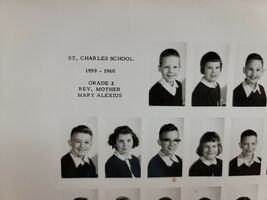 ST. CHARLES SCHOOL
1959 - 1960
GRADE 2
REV. MOTHER
MARY ALEXIUS